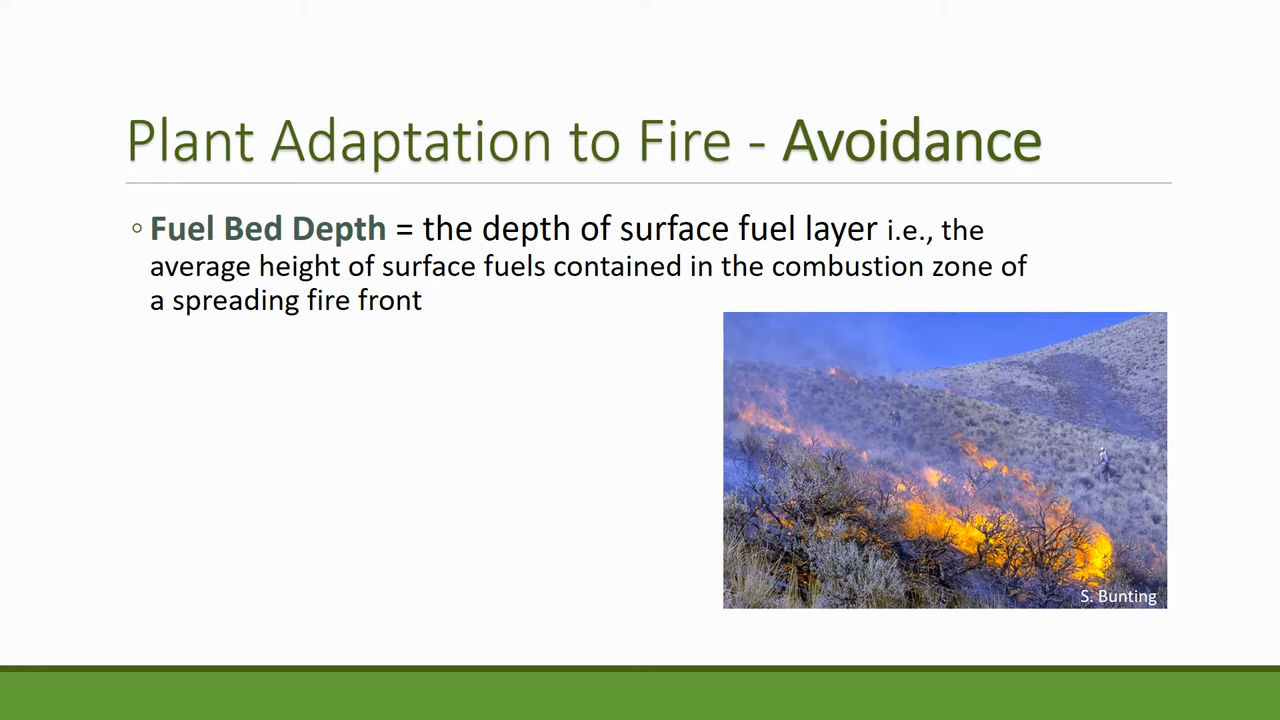 Plant Adaptation to Fire - Avoidance
◦ Fuel Bed Depth = the depth of surface fuel layer i.e., the
average height of surface fuels contained in the combustion zone of
a spreading fire front
S. Bunting